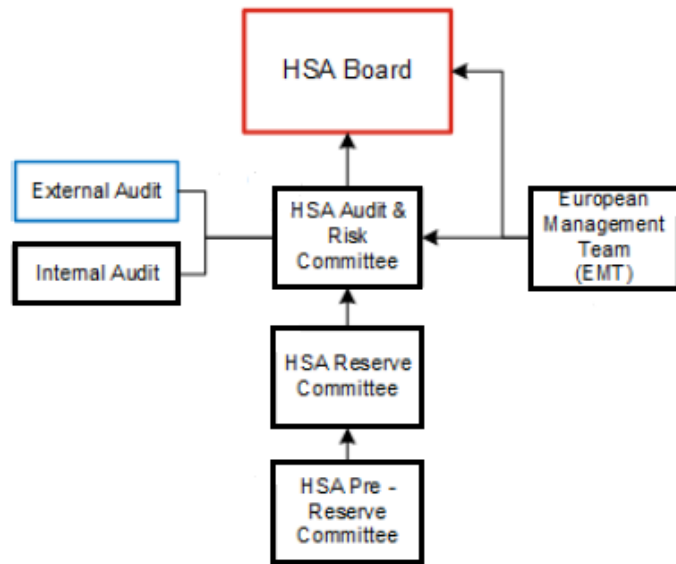 HSA Board
External Audit
Internal Audit
HSA Audit &
Risk
Committee
European
Management
Team
(EMT)
HSA Reserve
Committee
HSA Pre -
Reserve
Committee